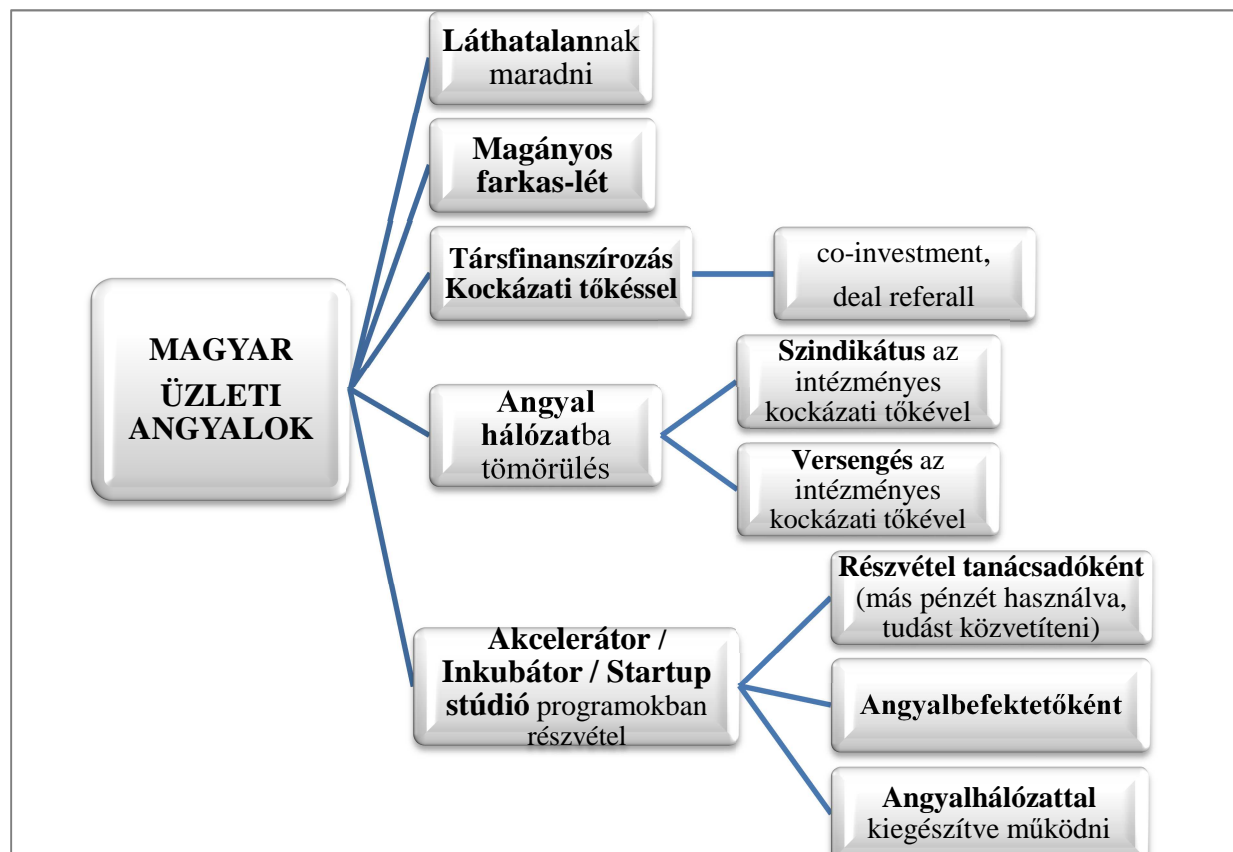 Láthatalannak
maradni
Magányos
farkas-lét
Társfinanszírozás
Kockázati tőkéssel
co-investment,
deal referall
MAGYAR
ÜZLETI
ANGYALOK
Angyal
hálózatba
tömörülés
Szindikátus az
intézményes
kockázati tőkével
Versengés az
intézményes
kockázati tőkével
Akcelerátor /
Inkubátor / Startup
stúdió programokban
részvétel
Részvétel tanácsadóként
(más pénzét használva,
tudást közvetíteni)
Angyalbefektetőként
Angyalhálózattal
kiegészítve működni